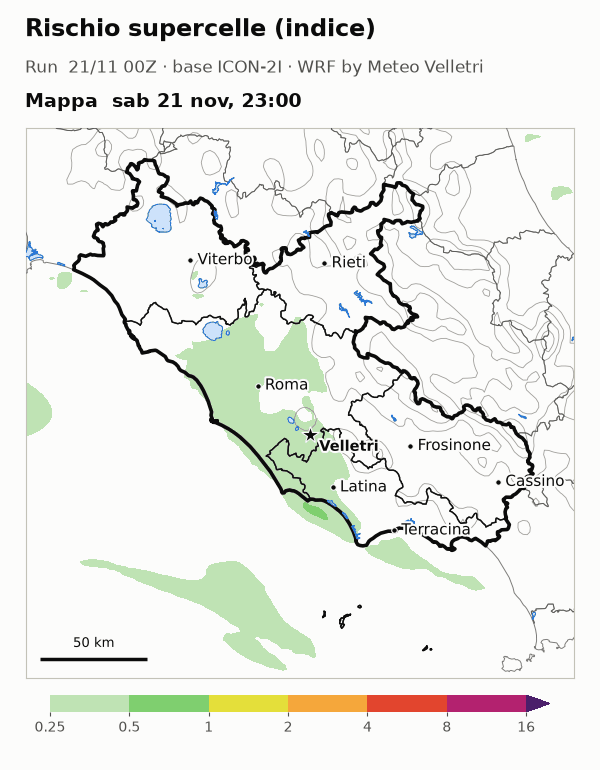 Rischio supercelle (indice)
Run  21/11 00Z · base ICON-2I · WRF by Meteo Velletri
Mappa  sab 21 nov, 23:00
Viterbo
Rieti
Roma
Velletri
Frosinone
Cassino
Latina
Terracina
50 km
0.25 0.5 1 2 4 8 16